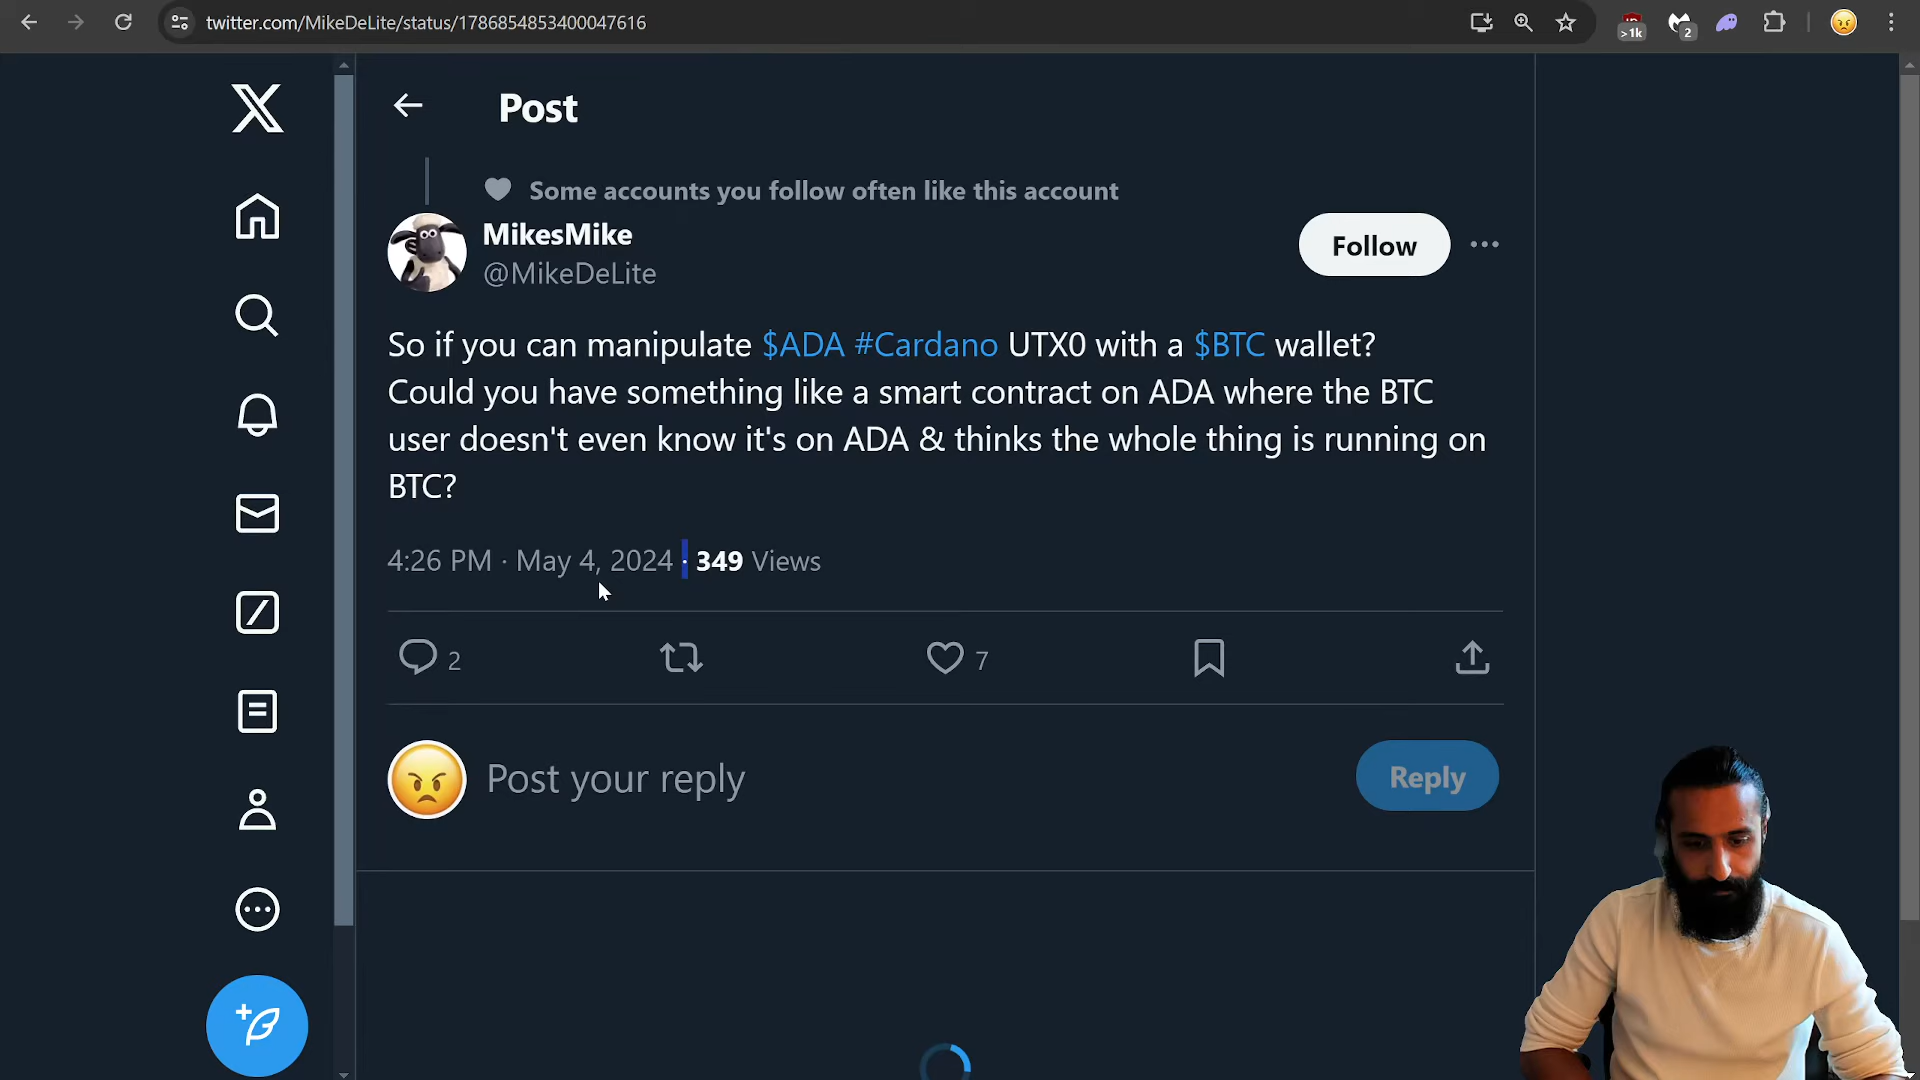 twitter.com/MikeDeLite/status/1786854853400047616
>1k
2
Post
Some accounts you follow often like this account
MikesMike
@MikeDeLite
Follow
So if you can manipulate $ADA #Cardano UTX0 with a $BTC wallet?
Could you have something like a smart contract on ADA where the BTC
user doesn't even know it's on ADA & thinks the whole thing is running on
BTC?
4:26 PM · May 4, 2024 · 349 Views
2
7
Post your reply
Reply